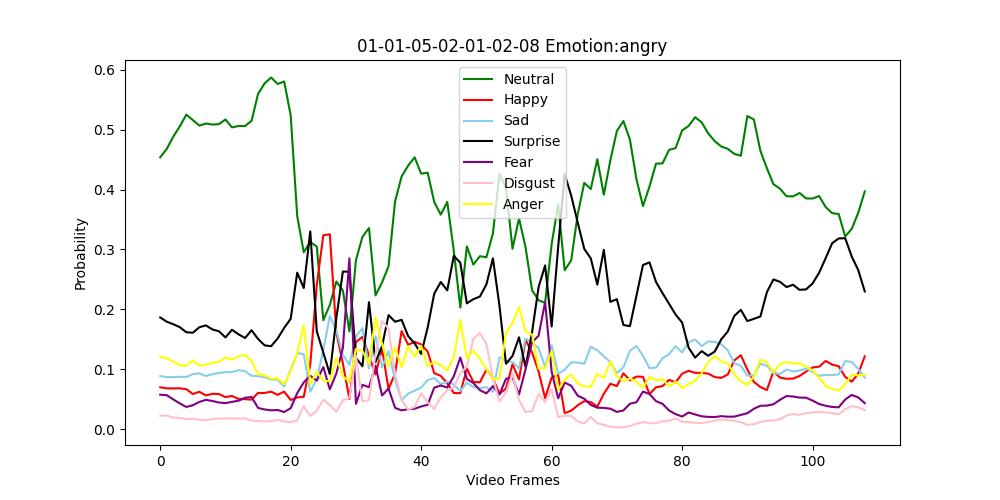 01-01-05-02-01-02-08 Emotion:angry
Neutral
Happy
Sad
Surprise
Fear
Disgust
Anger
Probability
0.6
0.5
0.4
0.3
0.2
0.1
0.0
0 20 40 60 80 100
Video Frames